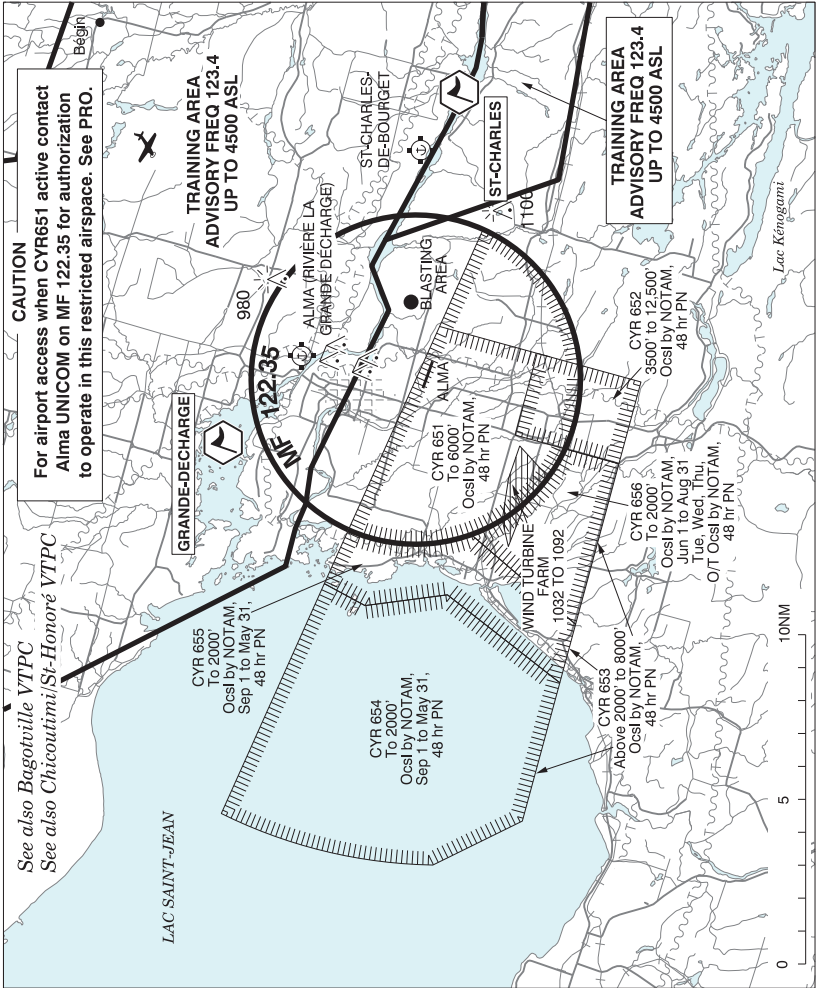 See also Bagotville VTPC
See also Chicoutimi/St-Honoré VTPC
CAUTION
For airport access when CYR651 active contact
Alma UNICOM on MF 122.35 for authorization
to operate in this restricted airspace. See PRO.
Bégin
LAC SAINT-JEAN
GRANDE-DECHARGE
980
TRAINING AREA
ADVISORY FREQ 123.4
UP TO 4500 ASL
MF 122.35
ALMA (RIVIERE LA
GRANDE DÉCHARGE)
ST-CHARLES-
DE-BOURGET
CYR 655
To 2000'
Ocsl by NOTAM,
Sep 1 to May 31,
48 hr PN
BLASTING
AREA
ST-CHARLES
1100
CYR 654
To 2000'
Ocsl by NOTAM,
Sep 1 to May 31,
48 hr PN
ALMA
CYR 651
To 6000'
Ocsl by NOTAM,
48 hr PN
TRAINING AREA
ADVISORY FREQ 123.4
UP TO 4500 ASL
WIND TURBINE
FARM
1032 TO 1092
CYR 653
Above 2000' to 8000'
Ocsl by NOTAM,
48 hr PN
CYR 656
To 2000'
Ocsl by NOTAM,
Jun 1 to Aug 31
Tue, Wed, Thu,
O/T Ocsl by NOTAM,
48 hr PN
CYR 652
3500' to 12,500'
Ocsl by NOTAM,
48 hr PN
Lac Kénogami
0
5
10NM